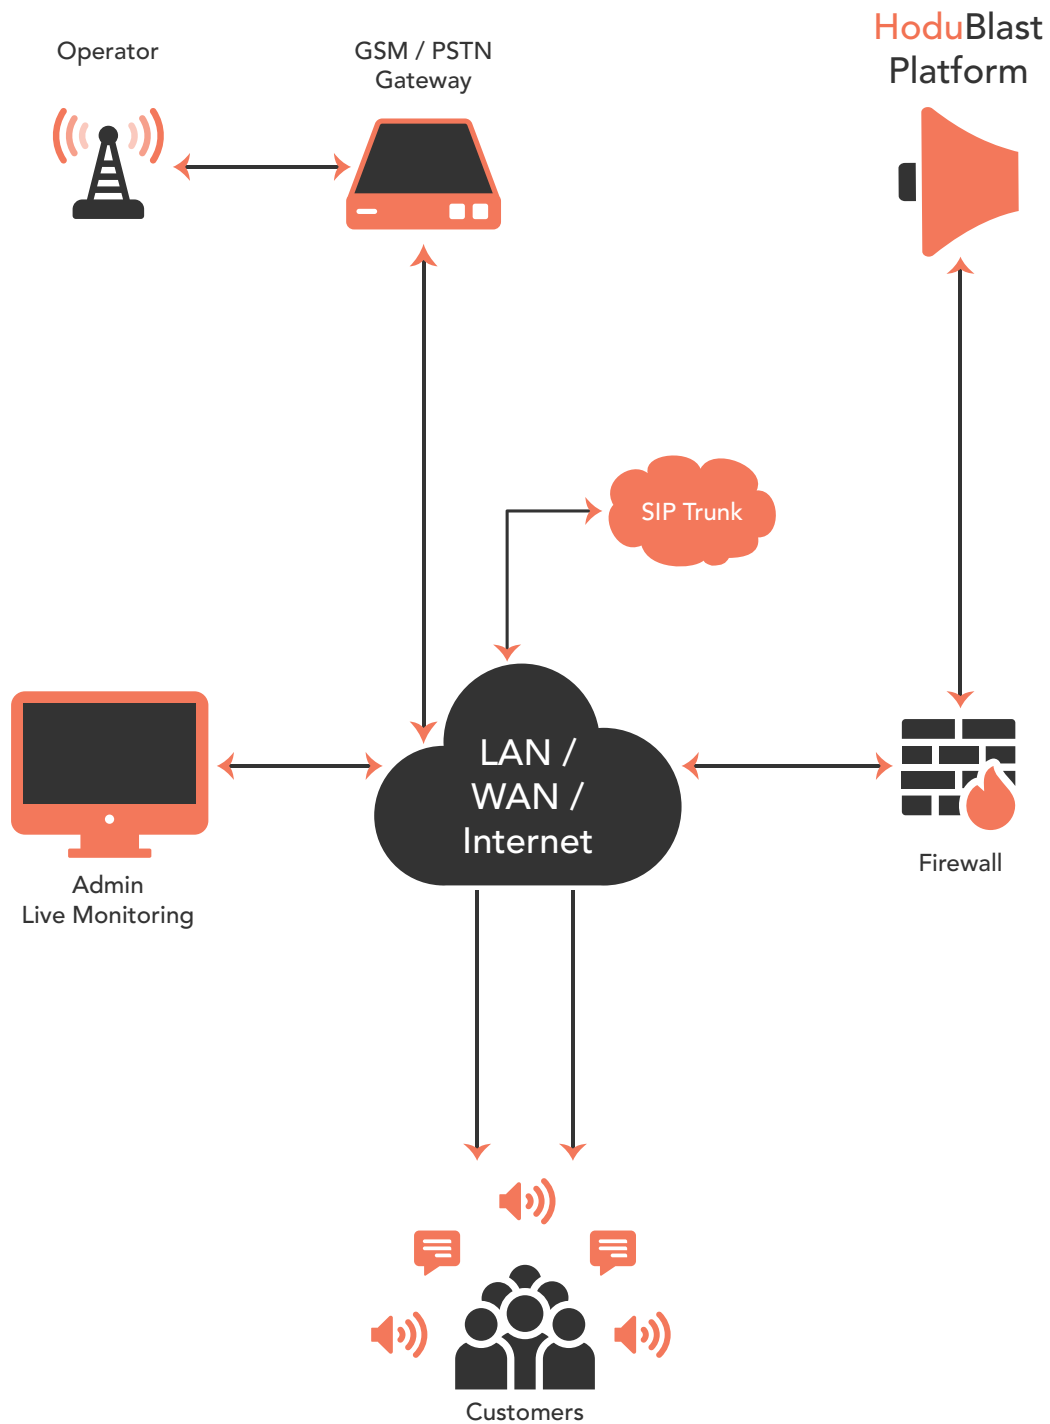 Operator
GSM / PSTN
Gateway
HoduBlast
Platform
SIP Trunk
LAN /
WAN /
Internet
Admin
Live Monitoring
Firewall
Customers